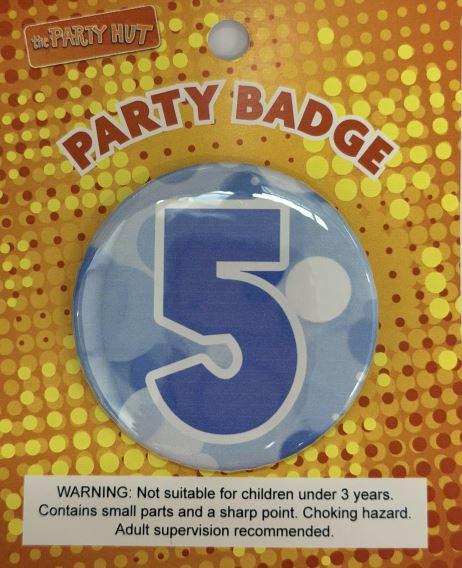 the PARTY HUT
PARTY BADGE
5
WARNING: Not suitable for children under 3 years.
Contains small parts and a sharp point. Choking hazard.
Adult supervision recommended.